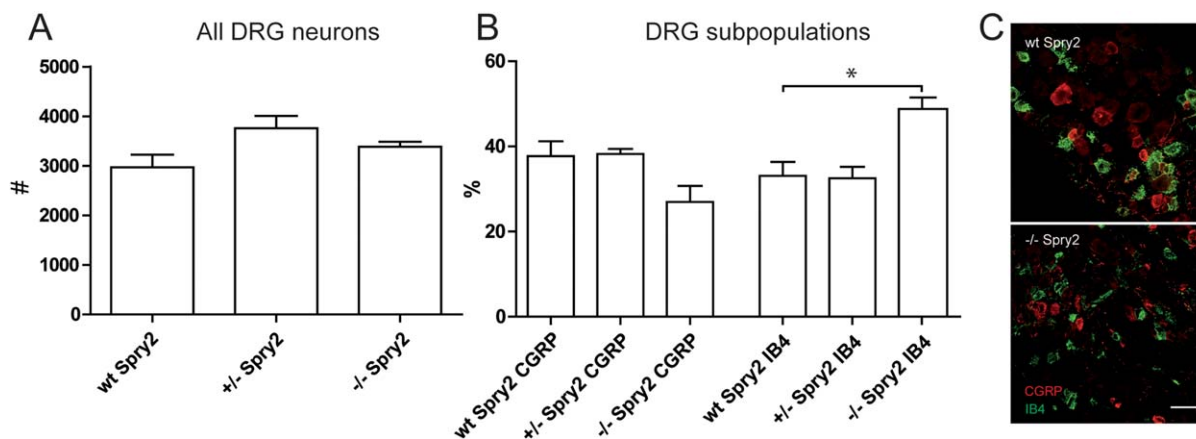 A
All DRG neurons
5000
4000
3000
2000
1000
0
#
wt Spry2
+/- Spry2
-/- Spry2
B
DRG subpopulations
60
40
20
0
%
*
wt Spry2 CGRP
+/- Spry2 CGRP
-/- Spry2 CGRP
wt Spry2 IB4
+/- Spry2 IB4
-/- Spry2 IB4
C
wt Spry2
-/- Spry2
CGRP
IB4